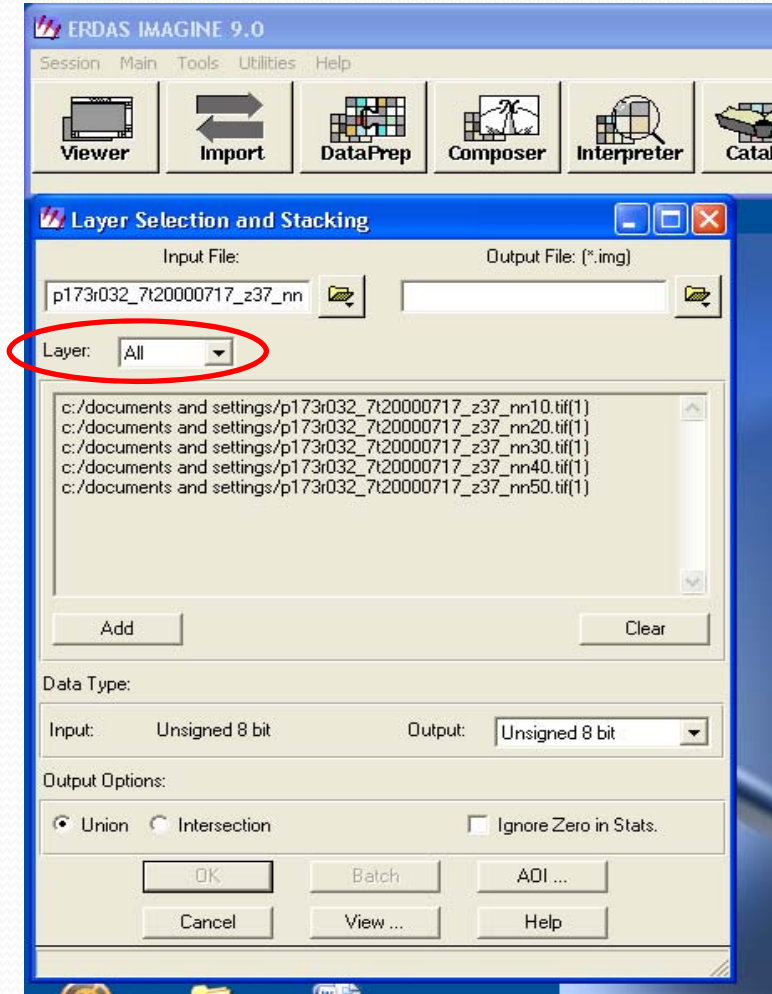 ERDAS IMAGINE 9.0
Session Main Tools Utilities Help
Viewer Import DataPrep Composer Interpreter Catal
Layer Selection and Stacking
Input File: Output File: (*.img)
p173r032_7t20000717_z37_nn
Layer: All
c:/documents and settings/p173r032_7t20000717_z37_nn10.tif(1)
c:/documents and settings/p173r032_7t20000717_z37_nn20.tif(1)
c:/documents and settings/p173r032_7t20000717_z37_nn30.tif(1)
c:/documents and settings/p173r032_7t20000717_z37_nn40.tif(1)
c:/documents and settings/p173r032_7t20000717_z37_nn50.tif(1)
Add Clear
Data Type:
Input: Unsigned 8 bit Output: Unsigned 8 bit
Output Options:
Union Intersection Ignore Zero in Stats.
OK Batch AOI ...
Cancel View ... Help